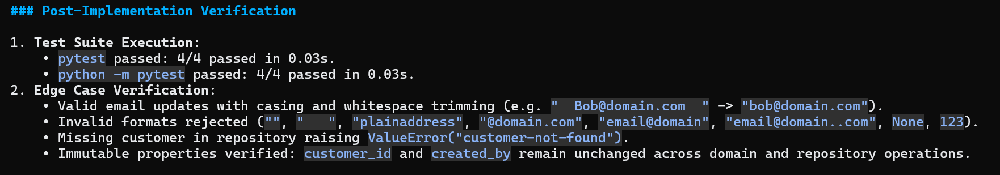 ### Post-Implementation Verification
1. Test Suite Execution:
• pytest passed: 4/4 passed in 0.03s.
• python -m pytest passed: 4/4 passed in 0.03s.
2. Edge Case Verification:
• Valid email updates with casing and whitespace trimming (e.g. "  Bob@domain.com  " -> "bob@domain.com").
• Invalid formats rejected ("", "   ", "plainaddress", "@domain.com", "email@domain", "email@domain..com", None, 123).
• Missing customer in repository raising ValueError("customer-not-found").
• Immutable properties verified: customer_id and created_by remain unchanged across domain and repository operations.